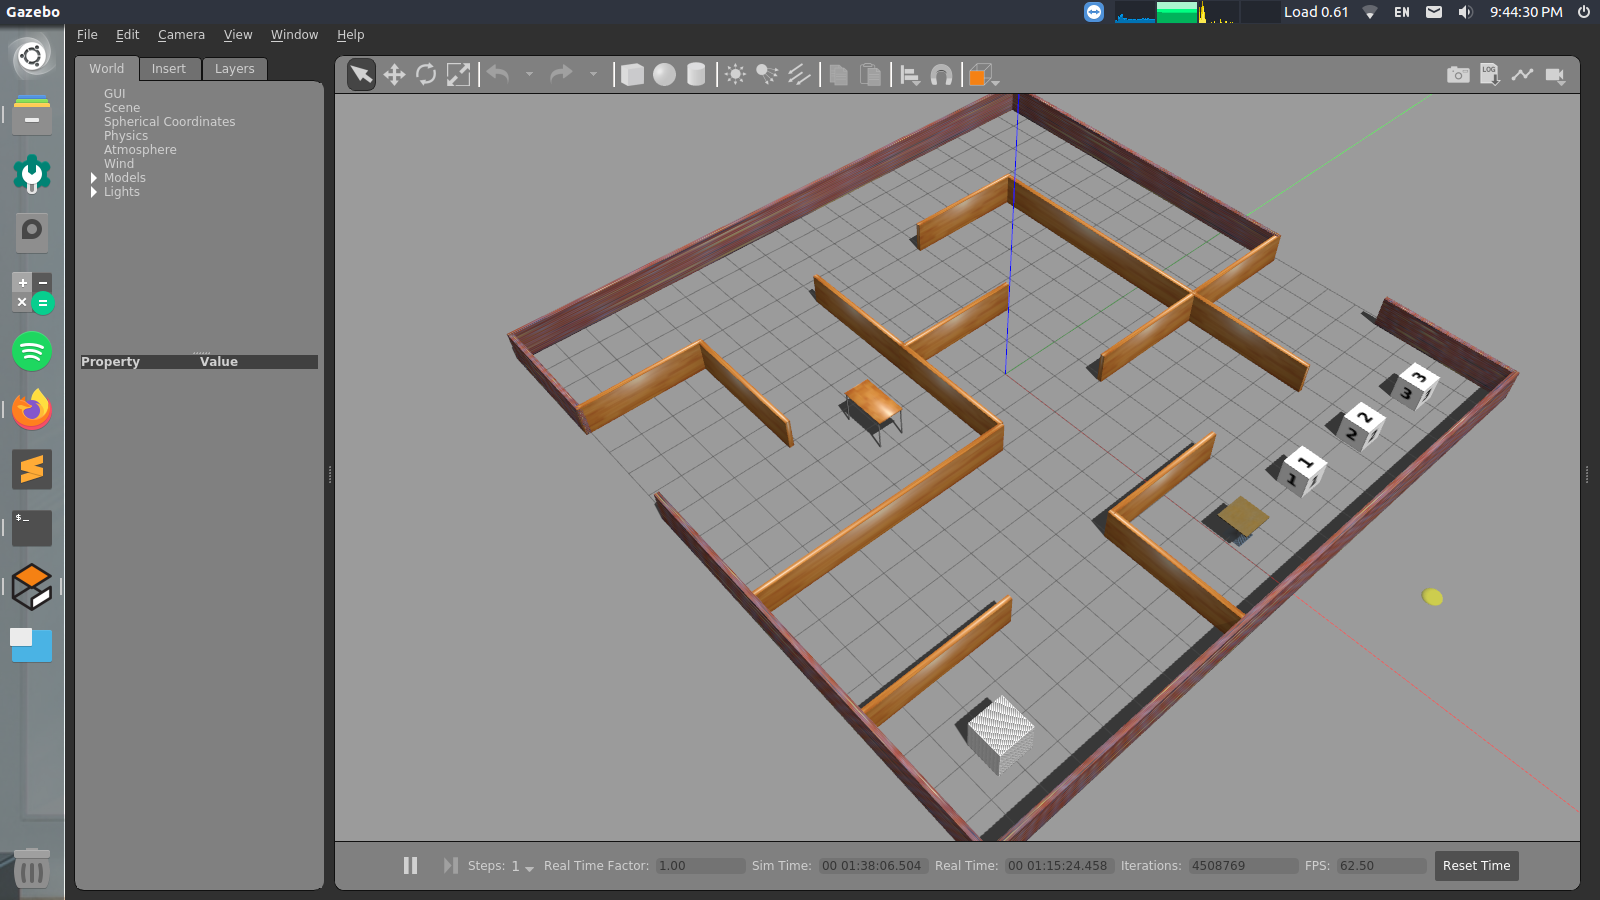 Gazebo
Load 0.61
EN
9:44:30 PM
File Edit Camera View Window Help
World Insert Layers
LOG
GUI
Scene
Spherical Coordinates
Physics
Atmosphere
Wind
Models
Lights
Property Value
3
3
2
2
1
1
$_
Steps: 1 Real Time Factor: 1.00 Sim Time: 00 01:38:06.504 Real Time: 00 01:15:24.458 Iterations: 4508769 FPS: 62.50 Reset Time